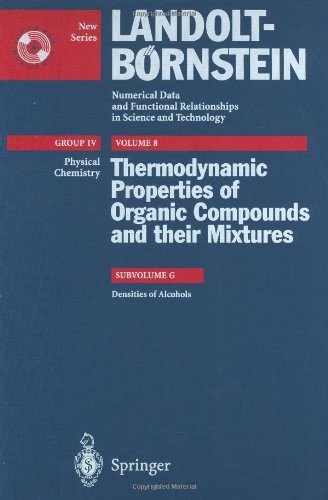 New
Series
LANDOLT-
BÖRNSTEIN
Numerical Data
and Functional Relationships
in Science and Technology
GROUP IV
VOLUME 8
Physical
Chemistry
Thermodynamic
Properties of
Organic Compounds
and their Mixtures
SUBVOLUME G
Densities of Alcohols
Springer